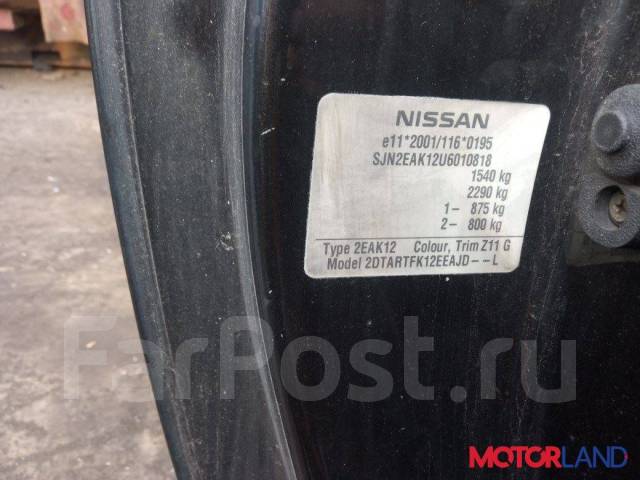 NISSAN
e11*2001/116*0195
SJN2EAK12U6010818
1540 kg
2290 kg
1- 875 kg
2- 800 kg
Type 2EAK12 Colour, Trim Z11 G
Model 2DTARTFK12EEAJD--L
FarPost.ru
MOTORLAND